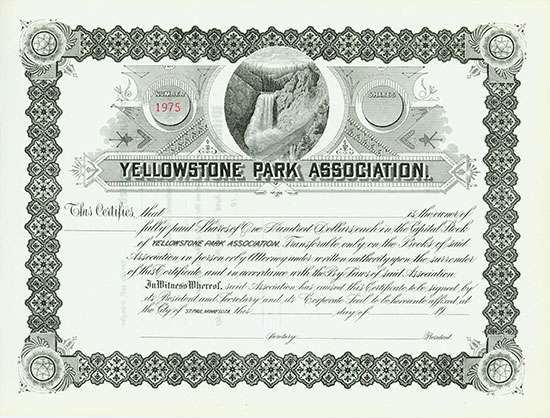 NUMBER
1975
SHARES
YELLOWSTONE PARK ASSOCIATION.
This Certifies that is the owner of
fully paid Shares of One Hundred Dollars each in the Capital Stock
of YELLOWSTONE PARK ASSOCIATION. Transferable only on the Books of said
Association in person or by Attorney under written authority upon the surrender
of this Certificate and in accordance with the By-Laws of said Association.
In Witness Whereof, said Association has caused this Certificate to be signed by
its President and Secretary and its Corporate Seal to be hereunto affixed at
the City of ST. PAUL, MINNESOTA this day of 19
Secretary. President.